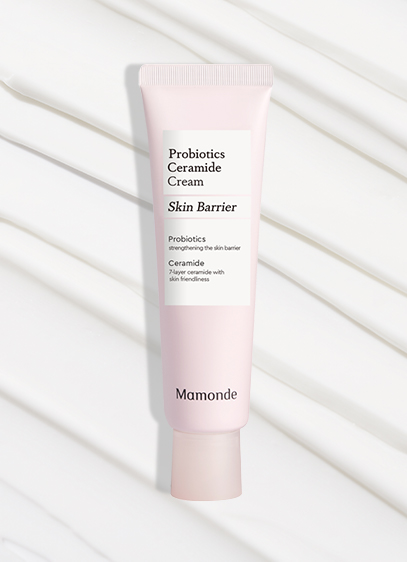 Probiotics
Ceramide
Cream
Skin Barrier
Probiotics
strengthening the skin barrier
Ceramide
7-layer ceramide with
skin friendliness
Mamonde